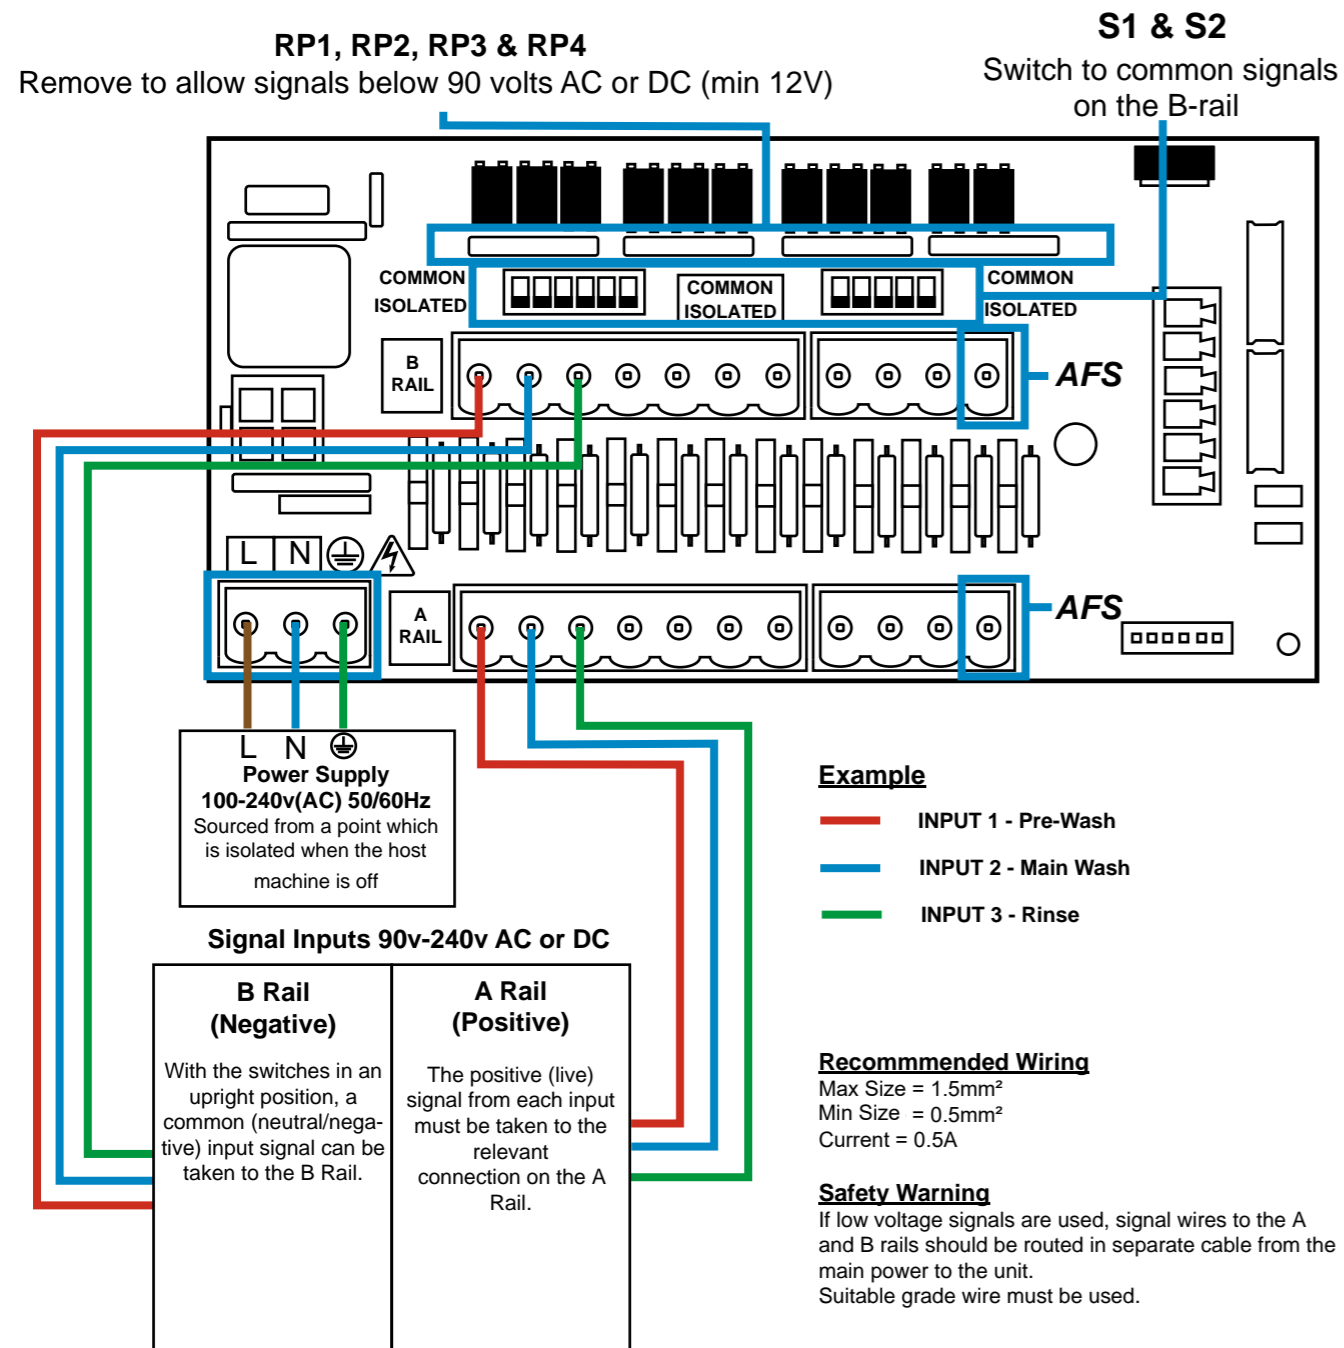 RP1, RP2, RP3 & RP4
Remove to allow signals below 90 volts AC or DC (min 12V)
S1 & S2
Switch to common signals
on the B-rail
COMMON
ISOLATED
COMMON
ISOLATED
COMMON
ISOLATED
B
RAIL
AFS
L N
A
RAIL
AFS
L N
Power Supply
100-240v(AC) 50/60Hz
Sourced from a point which
is isolated when the host
machine is off
Example
INPUT 1 - Pre-Wash
INPUT 2 - Main Wash
INPUT 3 - Rinse
Signal Inputs 90v-240v AC or DC
B Rail
(Negative)
With the switches in an
upright position, a
common (neutral/nega-
tive) input signal can be
taken to the B Rail.
A Rail
(Positive)
The positive (live)
signal from each input
must be taken to the
relevant
connection on the A
Rail.
Recommmended Wiring
Max Size = 1.5mm²
Min Size = 0.5mm²
Current = 0.5A
Safety Warning
If low voltage signals are used, signal wires to the A
and B rails should be routed in separate cable from the
main power to the unit.
Suitable grade wire must be used.